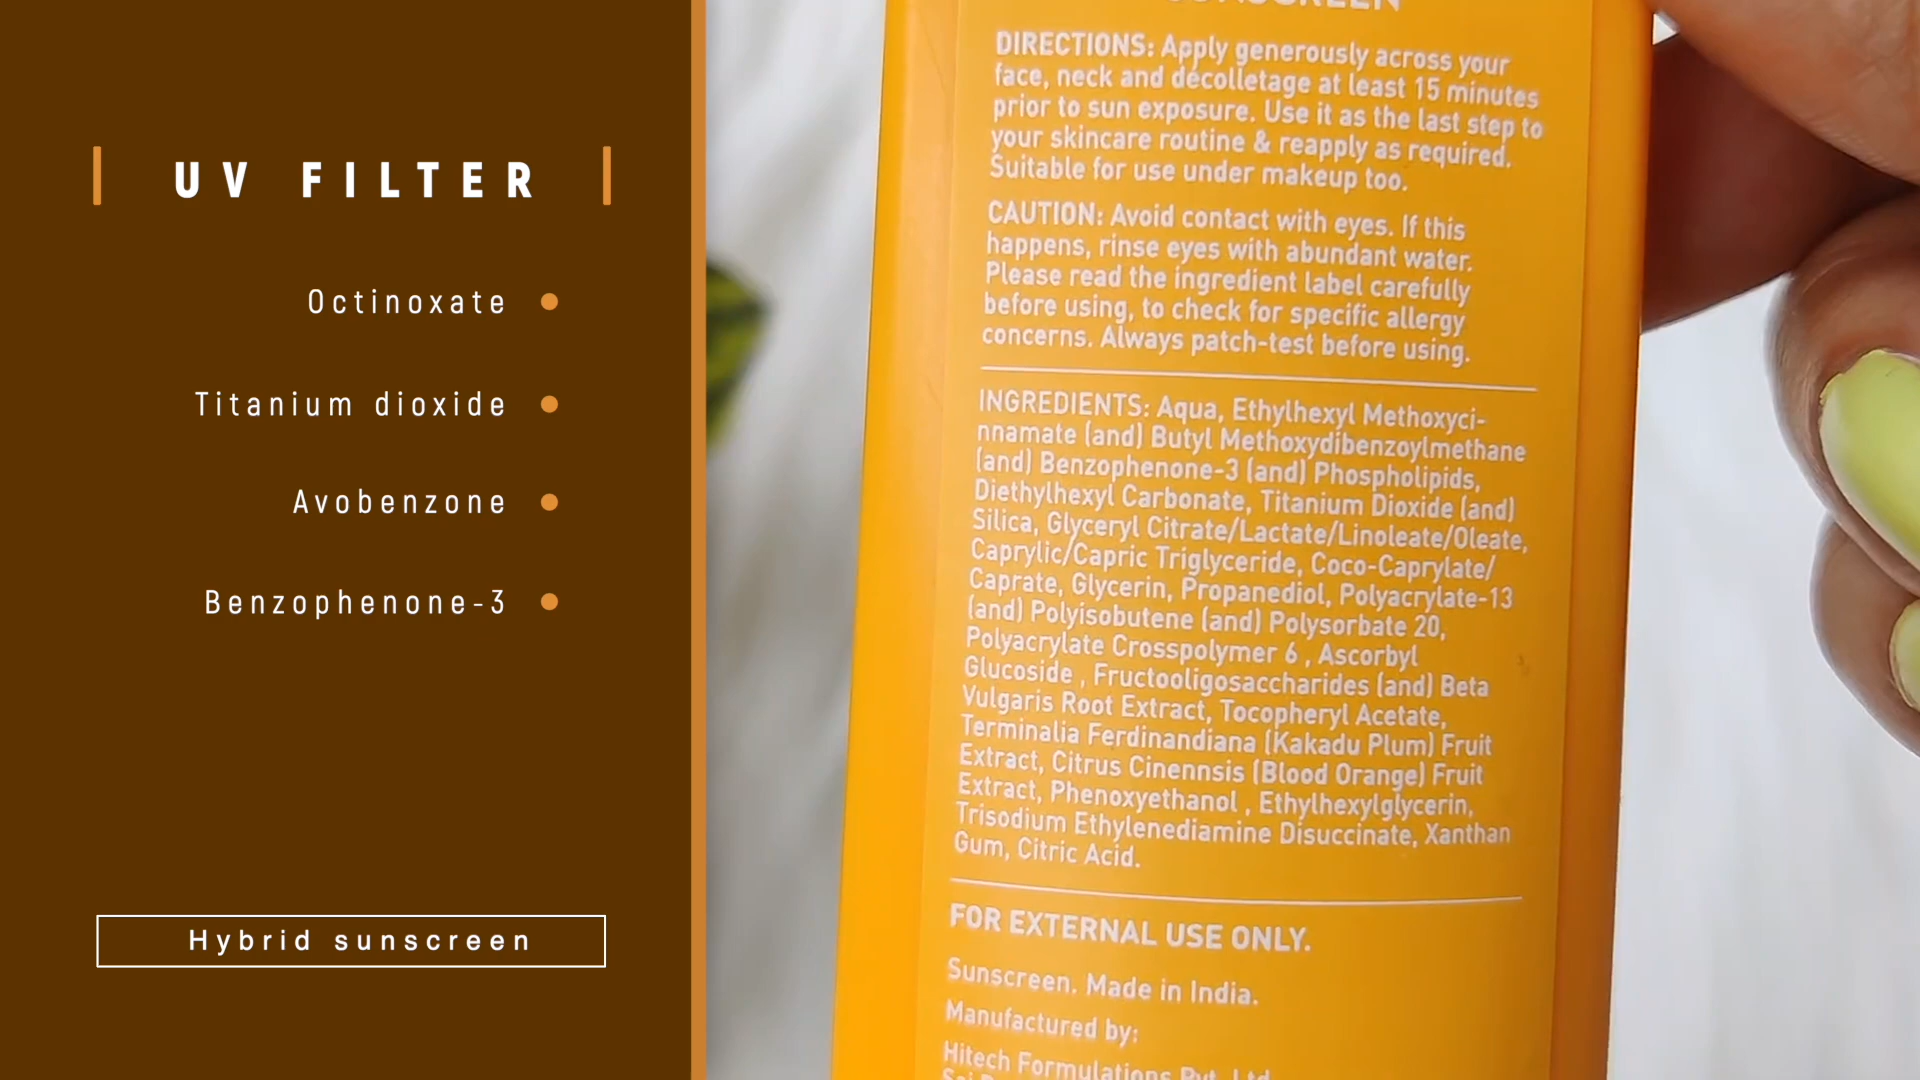 UV FILTER
Octinoxate
Titanium dioxide
Avobenzone
Benzophenone-3
Hybrid sunscreen
DIRECTIONS: Apply generously across your
face, neck and décolletage at least 15 minutes
prior to sun exposure. Use it as the last step to
your skincare routine & reapply as required.
Suitable for use under makeup too.
CAUTION: Avoid contact with eyes. If this
happens, rinse eyes with abundant water.
Please read the ingredient label carefully
before using, to check for specific allergy
concerns. Always patch-test before using.
INGREDIENTS: Aqua, Ethylhexyl Methoxyci-
nnamate (and) Butyl Methoxydibenzoylmethane
(and) Benzophenone-3 (and) Phospholipids,
Diethylhexyl Carbonate, Titanium Dioxide (and)
Silica, Glyceryl Citrate/Lactate/Linoleate/Oleate,
Caprylic/Capric Triglyceride, Coco-Caprylate/
Caprate, Glycerin, Propanediol, Polyacrylate-13
(and) Polyisobutene (and) Polysorbate 20,
Polyacrylate Crosspolymer 6 , Ascorbyl
Glucoside , Fructooligosaccharides (and) Beta
Vulgaris Root Extract, Tocopheryl Acetate,
Terminalia Ferdinandiana (Kakadu Plum) Fruit
Extract, Citrus Cinennsis (Blood Orange) Fruit
Extract, Phenoxyethanol , Ethylhexylglycerin,
Trisodium Ethylenediamine Disuccinate, Xanthan
Gum, Citric Acid.
FOR EXTERNAL USE ONLY.
Sunscreen. Made in India.
Manufactured by:
Hitech Formulations Pvt. Ltd